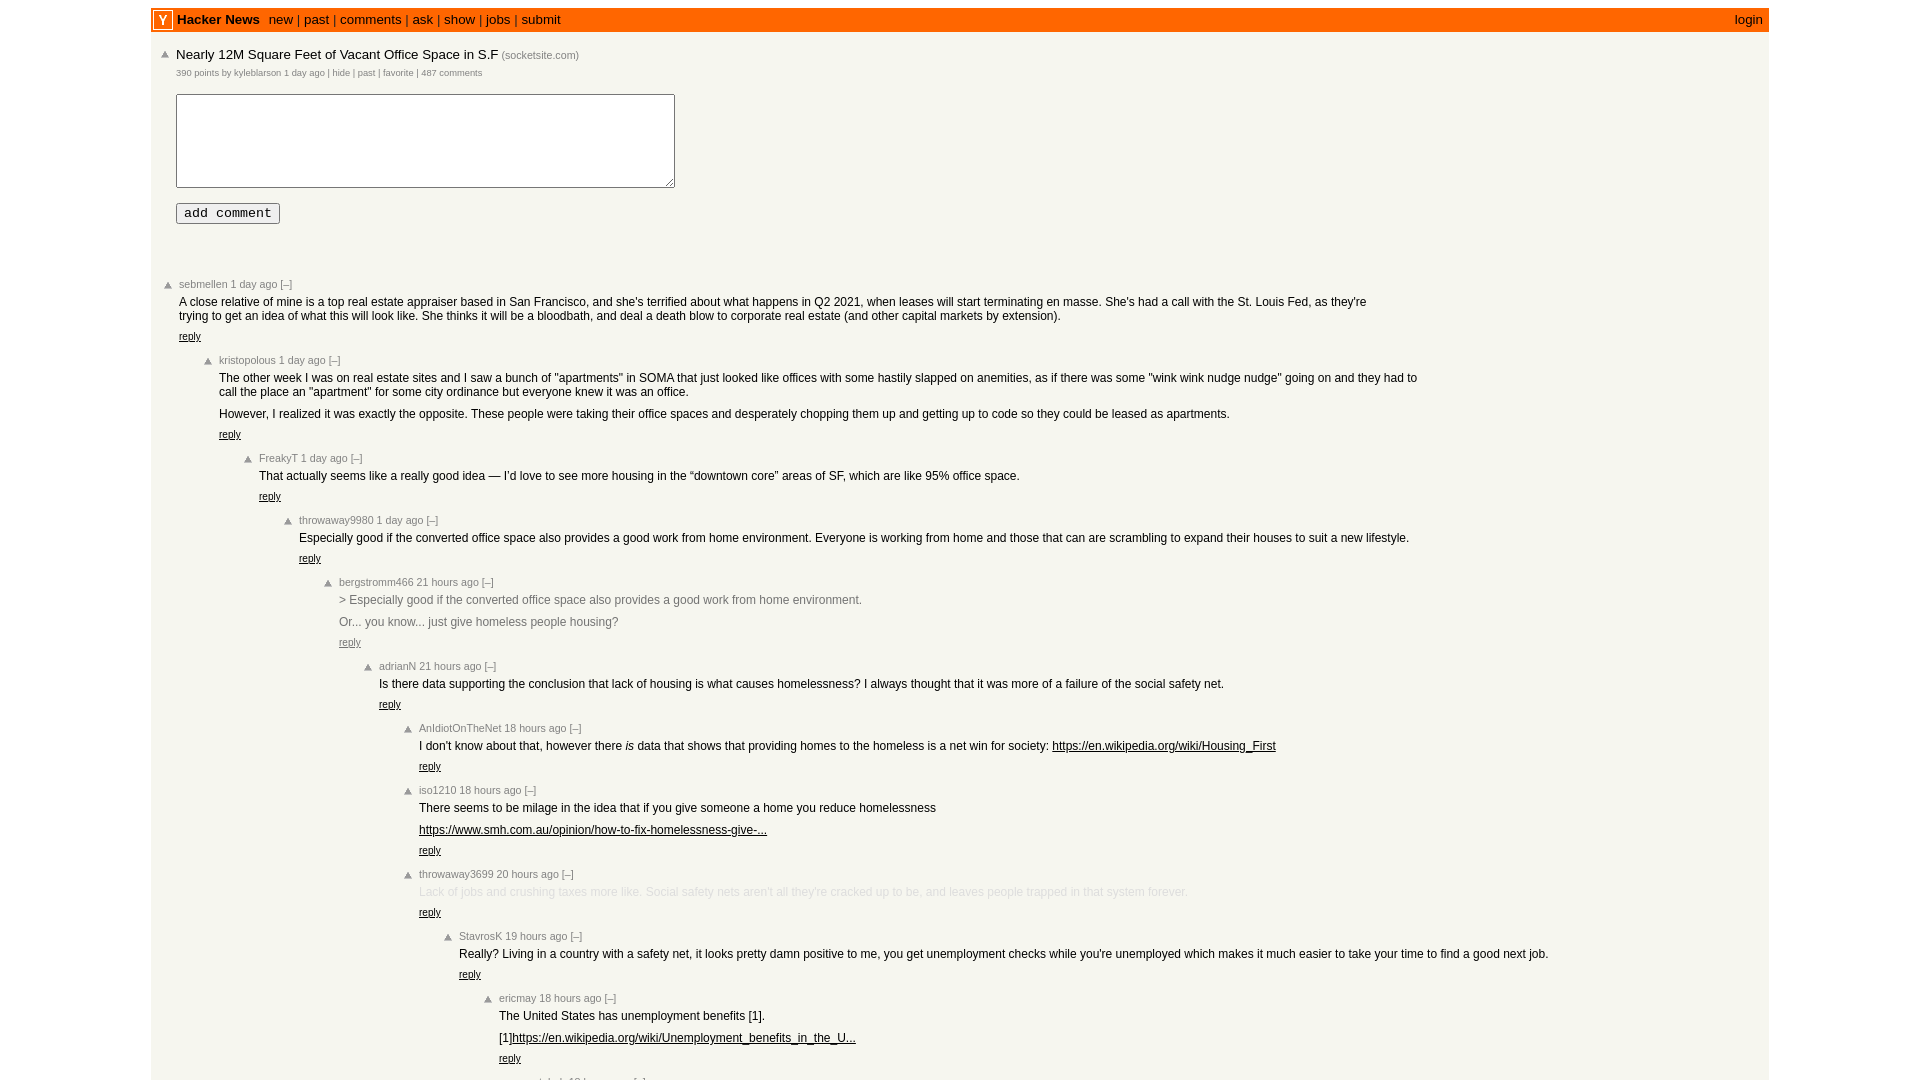 Y Hacker News new | past | comments | ask | show | jobs | submit login
Nearly 12M Square Feet of Vacant Office Space in S.F (socketsite.com)
390 points by kyleblarson 1 day ago | hide | past | favorite | 487 comments
add comment
sebmellen 1 day ago [–]
A close relative of mine is a top real estate appraiser based in San Francisco, and she's terrified about what happens in Q2 2021, when leases will start terminating en masse. She's had a call with the St. Louis Fed, as they're
trying to get an idea of what this will look like. She thinks it will be a bloodbath, and deal a death blow to corporate real estate (and other capital markets by extension).
reply
kristopolous 1 day ago [–]
The other week I was on real estate sites and I saw a bunch of "apartments" in SOMA that just looked like offices with some hastily slapped on anemities, as if there was some "wink wink nudge nudge" going on and they had to
call the place an "apartment" for some city ordinance but everyone knew it was an office.
However, I realized it was exactly the opposite. These people were taking their office spaces and desperately chopping them up and getting up to code so they could be leased as apartments.
reply
FreakyT 1 day ago [–]
That actually seems like a really good idea — I’d love to see more housing in the “downtown core” areas of SF, which are like 95% office space.
reply
throwaway9980 1 day ago [–]
Especially good if the converted office space also provides a good work from home environment. Everyone is working from home and those that can are scrambling to expand their houses to suit a new lifestyle.
reply
bergstromm466 21 hours ago [–]
> Especially good if the converted office space also provides a good work from home environment.
Or... you know... just give homeless people housing?
reply
adrianN 21 hours ago [–]
Is there data supporting the conclusion that lack of housing is what causes homelessness? I always thought that it was more of a failure of the social safety net.
reply
AnIdiotOnTheNet 18 hours ago [–]
I don't know about that, however there is data that shows that providing homes to the homeless is a net win for society: https://en.wikipedia.org/wiki/Housing_First
reply
iso1210 18 hours ago [–]
There seems to be milage in the idea that if you give someone a home you reduce homelessness
https://www.smh.com.au/opinion/how-to-fix-homelessness-give-...
reply
throwaway3699 20 hours ago [–]
Lack of jobs and crushing taxes more like. Social safety nets aren't all they're cracked up to be, and leaves people trapped in that system forever.
reply
StavrosK 19 hours ago [–]
Really? Living in a country with a safety net, it looks pretty damn positive to me, you get unemployment checks while you're unemployed which makes it much easier to take your time to find a good next job.
reply
ericmay 18 hours ago [–]
The United States has unemployment benefits [1].
[1]https://en.wikipedia.org/wiki/Unemployment_benefits_in_the_U...
reply